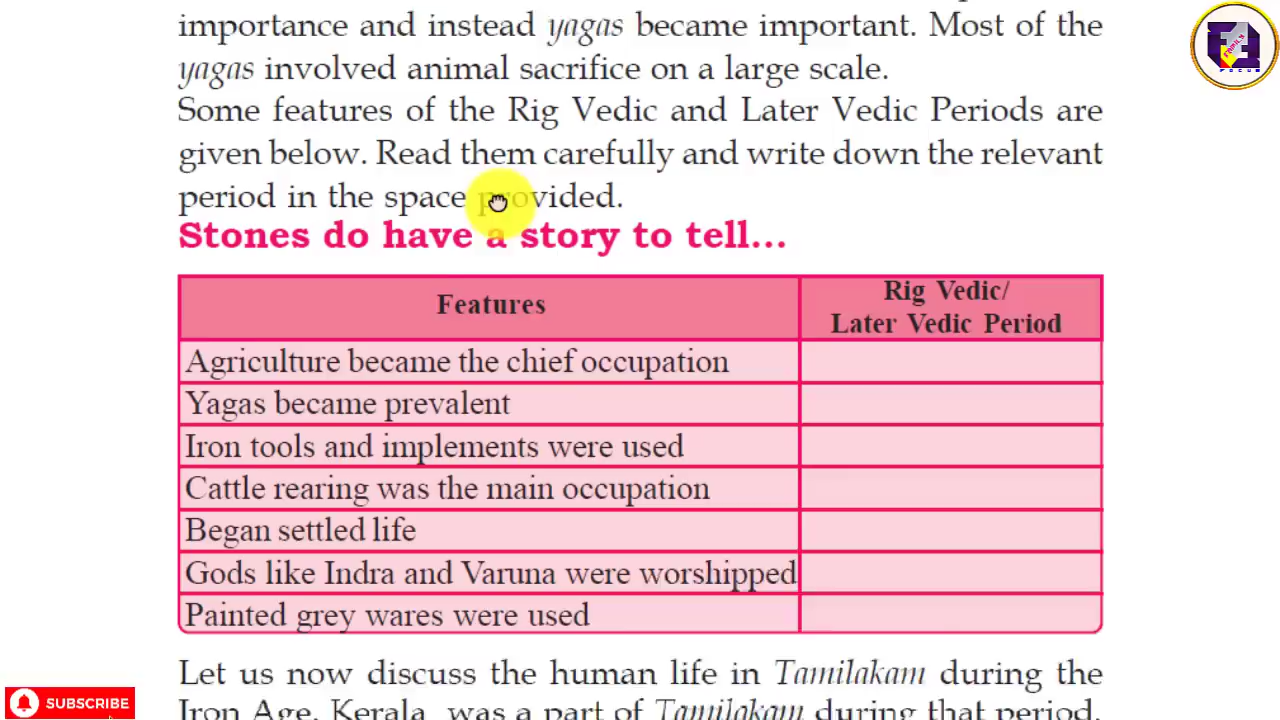 importance and instead yagas became important. Most of the
yagas involved animal sacrifice on a large scale.
Some features of the Rig Vedic and Later Vedic Periods are
given below. Read them carefully and write down the relevant
period in the space provided.
Stones do have a story to tell...
Features
Rig Vedic/
Later Vedic Period
Agriculture became the chief occupation
Yagas became prevalent
Iron tools and implements were used
Cattle rearing was the main occupation
Began settled life
Gods like Indra and Varuna were worshipped
Painted grey wares were used
Let us now discuss the human life in Tamilakam during the
Iron Age. Kerala was a part of Tamilakam during that period.
SUBSCRIBE